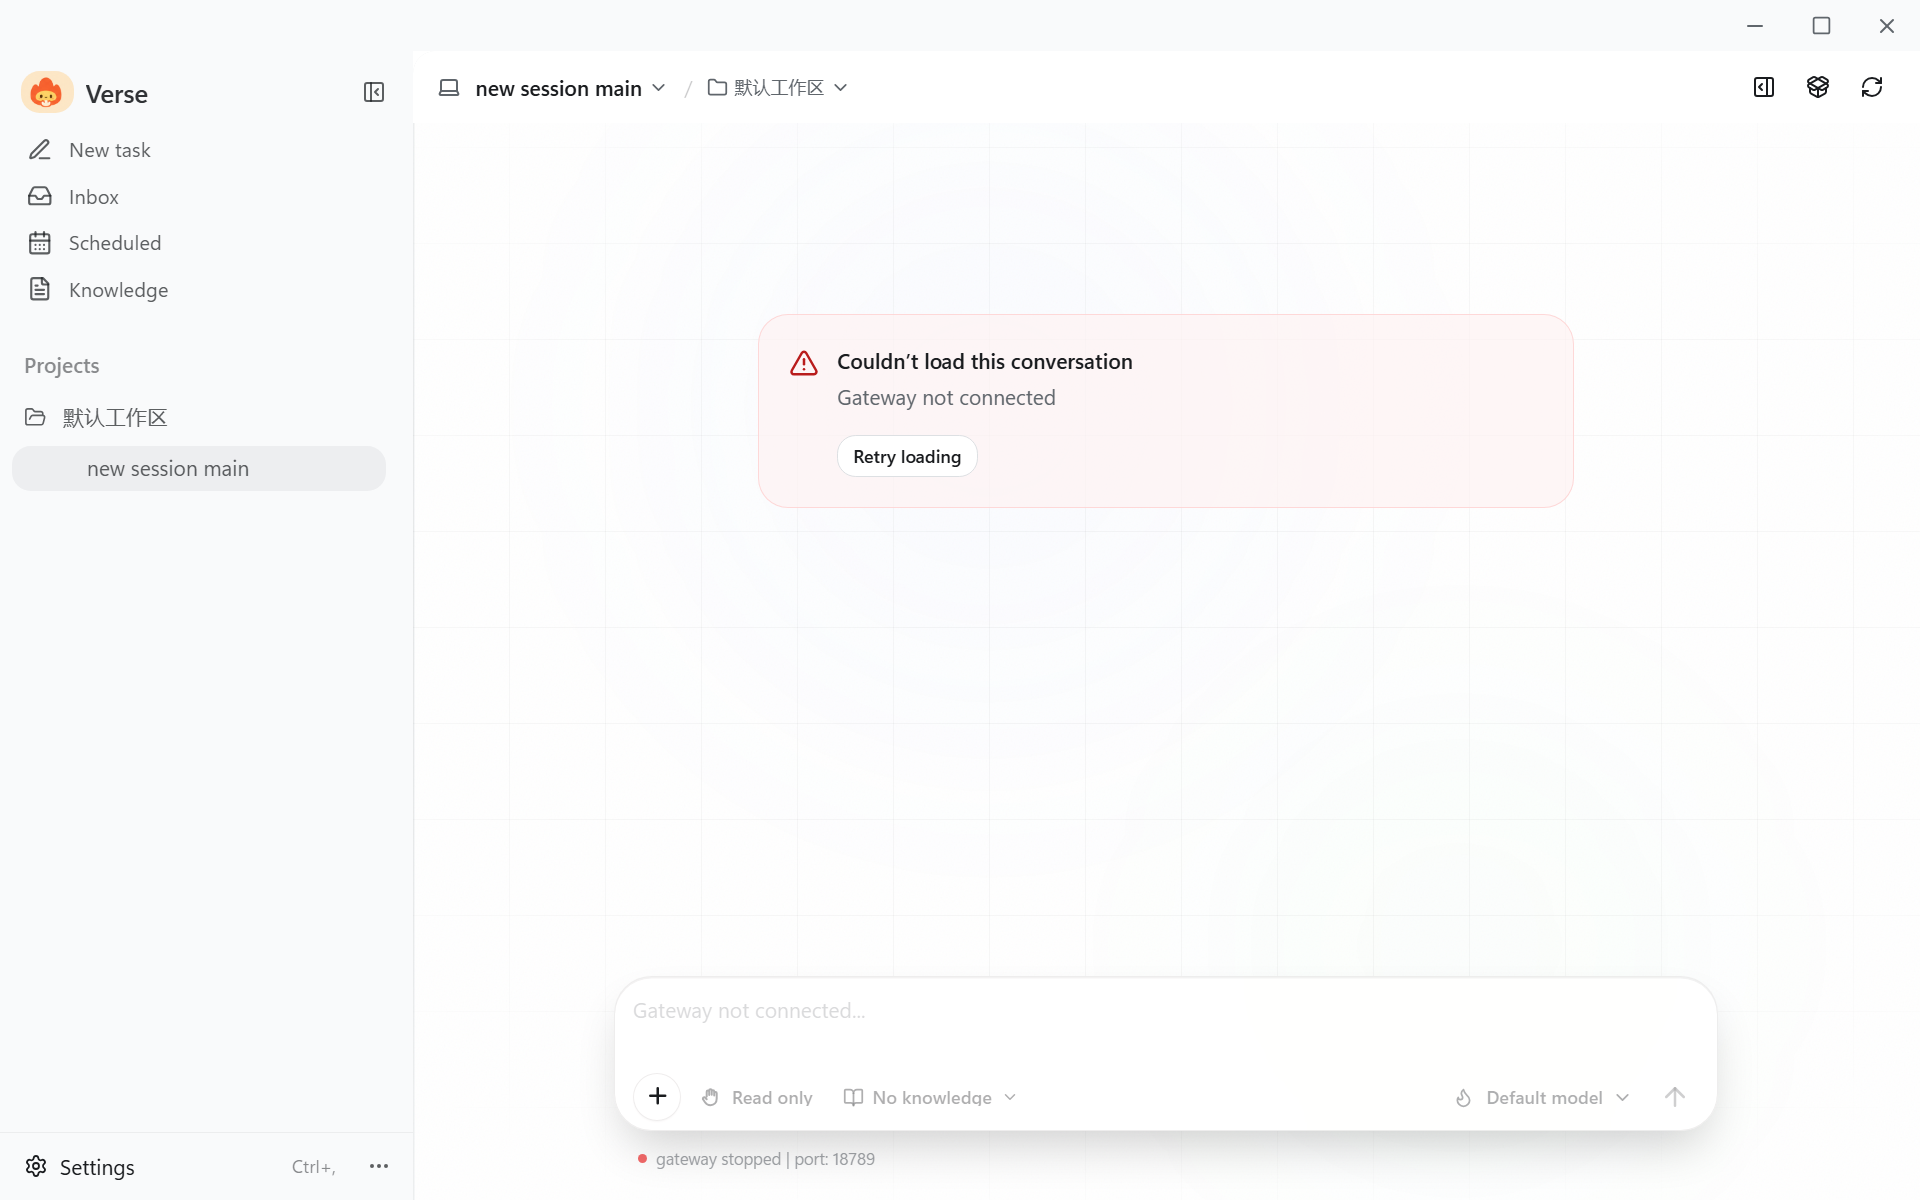 Verse
New task
Inbox
Scheduled
Knowledge
Projects
默认工作区
new session main
Settings
Ctrl+,
new session main
/
默认工作区
Couldn’t load this conversation
Gateway not connected
Retry loading
Gateway not connected...
Read only
No knowledge
Default model
gateway stopped | port: 18789